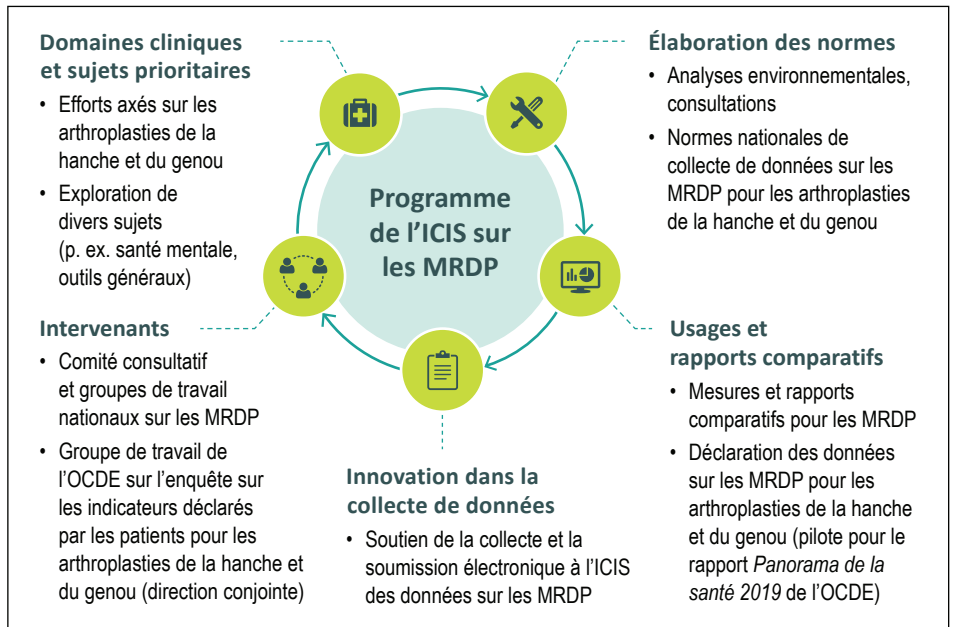 Domaines cliniques
et sujets prioritaires
• Efforts axés sur les
arthroplasties de la
hanche et du genou
• Exploration de
divers sujets
(p. ex. santé mentale,
outils généraux)
Élaboration des normes
• Analyses environnementales,
consultations
• Normes nationales de
collecte de données sur les
MRDP pour les arthroplasties
de la hanche et du genou
Programme
de l’ICIS sur
les MRDP
Intervenants
• Comité consultatif
et groupes de travail
nationaux sur les MRDP
• Groupe de travail de
l’OCDE sur l’enquête sur
les indicateurs déclarés
par les patients pour les
arthroplasties de la hanche et
du genou (direction conjointe)
Innovation dans la
collecte de données
• Soutien de la collecte et la
soumission électronique à l’ICIS
des données sur les MRDP
Usages et
rapports comparatifs
• Mesures et rapports
comparatifs pour les MRDP
• Déclaration des données
sur les MRDP pour les
arthroplasties de la hanche
et du genou (pilote pour le
rapport Panorama de la
santé 2019 de l’OCDE)